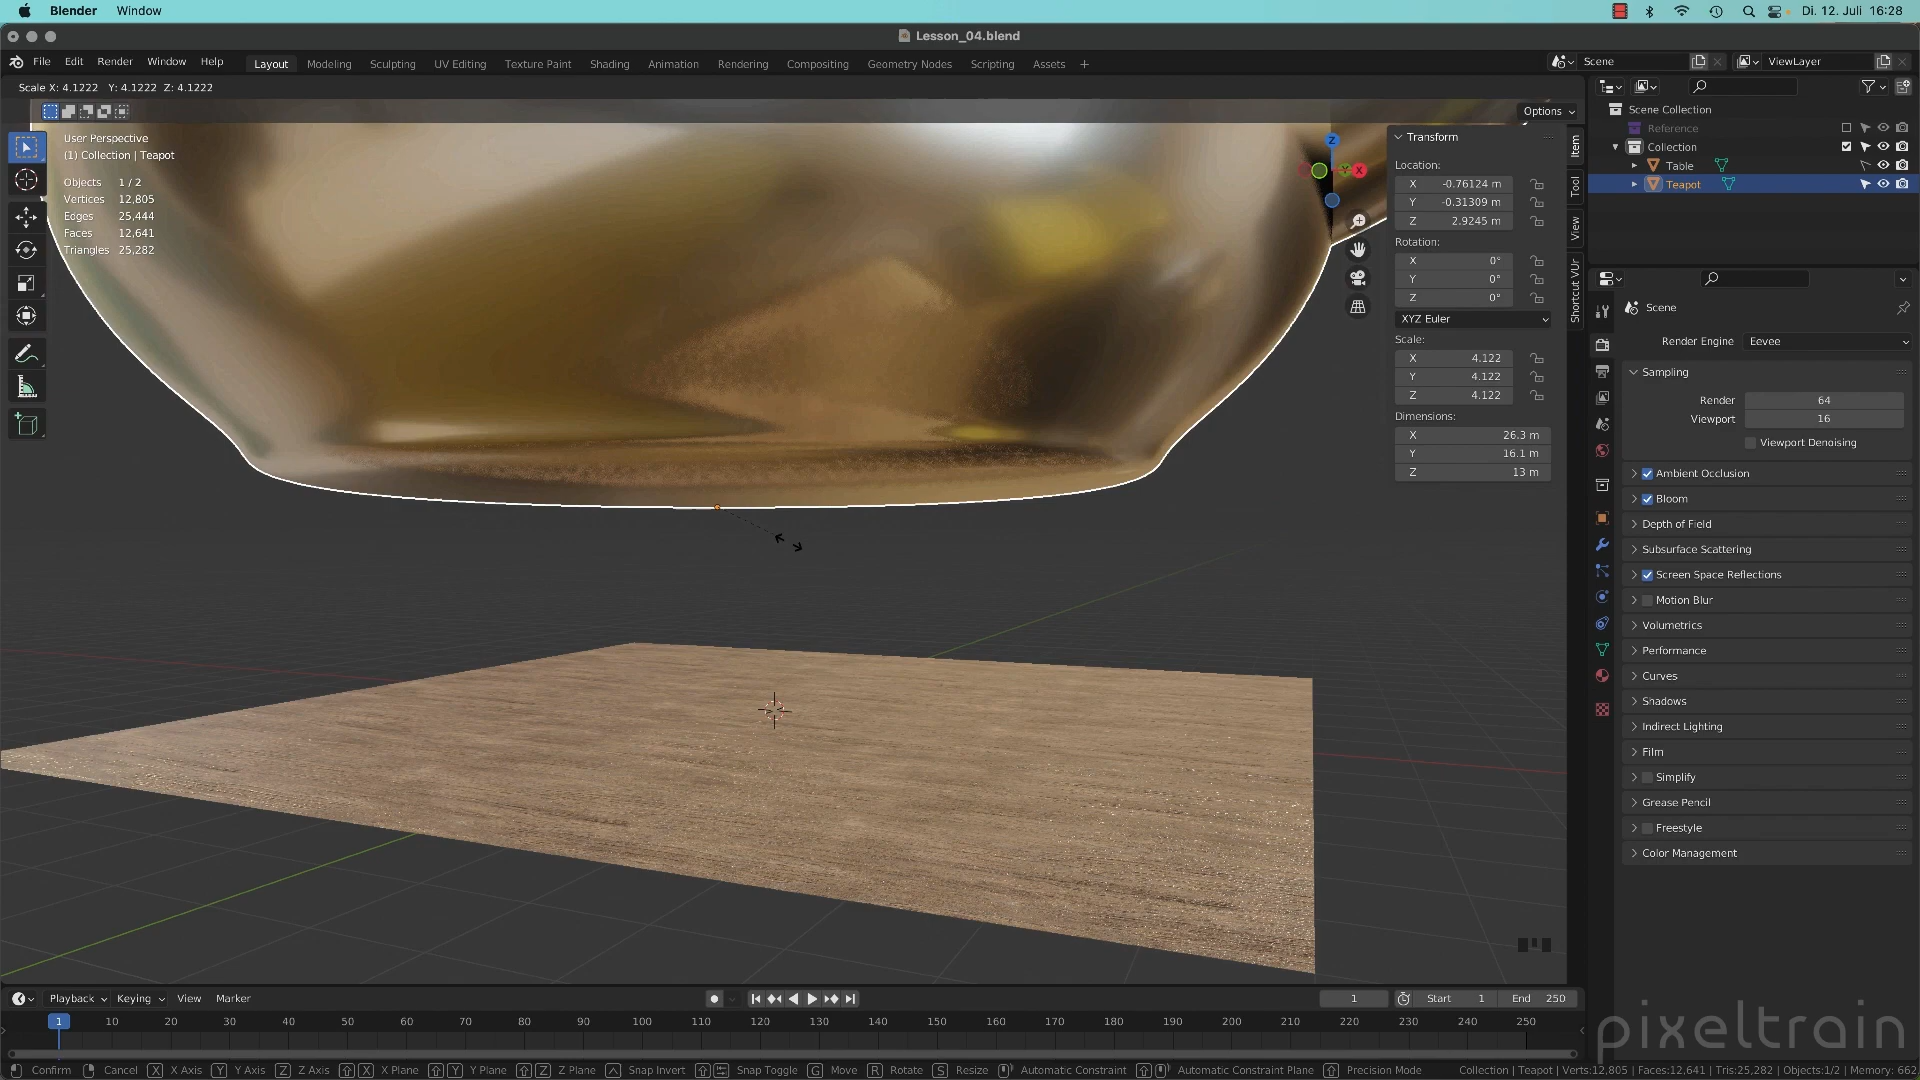 Blender Window Di. 12. Juli 16:28
Lesson_04.blend
File Edit Render Window Help Layout Modeling Sculpting UV Editing Texture Paint Shading Animation Rendering Compositing Geometry Nodes Scripting Assets + Scene ViewLayer
Scale X: 4.1222 Y: 4.1222 Z: 4.1222
Options
User Perspective
(1) Collection | Teapot
Objects 1 / 2
Vertices 12,805
Edges 25,444
Faces 12,641
Triangles 25,282
Z
Y
X
Transform
Location:
X -0.76124 m
Y -0.31309 m
Z 2.9245 m
Rotation:
X 0°
Y 0°
Z 0°
XYZ Euler
Scale:
X 4.122
Y 4.122
Z 4.122
Dimensions:
X 26.3 m
Y 16.1 m
Z 13 m
Item
Tool
View
Shortcut VUr
Scene Collection
Reference
Collection
Table
Teapot
Scene
Render Engine Eevee
Sampling
Render 64
Viewport 16
Viewport Denoising
Ambient Occlusion
Bloom
Depth of Field
Subsurface Scattering
Screen Space Reflections
Motion Blur
Volumetrics
Performance
Curves
Shadows
Indirect Lighting
Film
Simplify
Grease Pencil
Freestyle
Color Management
Playback Keying View Marker 1 Start 1 End 250
1 10 20 30 40 50 60 70 80 90 100 110 120 130 140 150 160 170 180 190 200 210 220 230 240 250
pixeltrain
Confirm Cancel X X Axis Y Y Axis Z Z Axis X X Plane Y Y Plane Z Z Plane Snap Invert Snap Toggle G Move R Rotate S Resize Automatic Constraint Automatic Constraint Plane Precision Mode Collection | Teapot | Verts:12,805 | Faces:12,641 | Tris:25,282 | Objects:1/2 | Memory: 662.